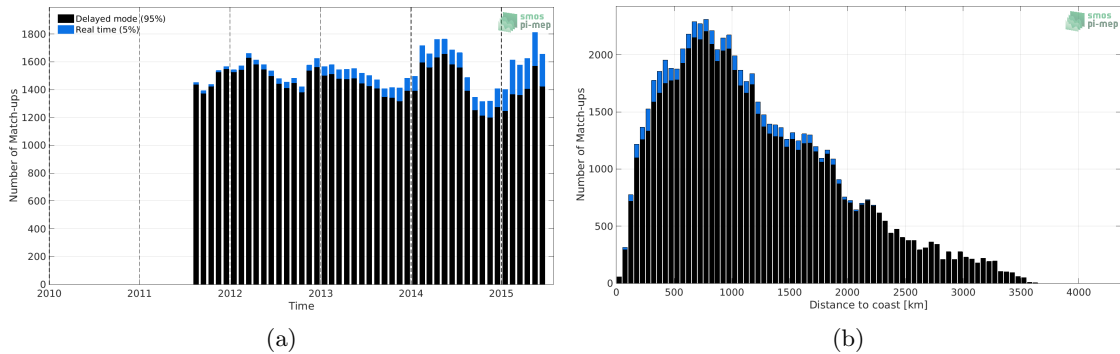 Delayed mode (95%)
Real time (5%)
smos
pi-mep
Number of Match-ups
1800
1600
1400
1200
1000
800
600
400
200
0
2010 2011 2012 2013 2014 2015
Time
(a)
smos
pi-mep
Number of Match-ups
2000
1500
1000
500
0
0 500 1000 1500 2000 2500 3000 3500 4000
Distance to coast [km]
(b)